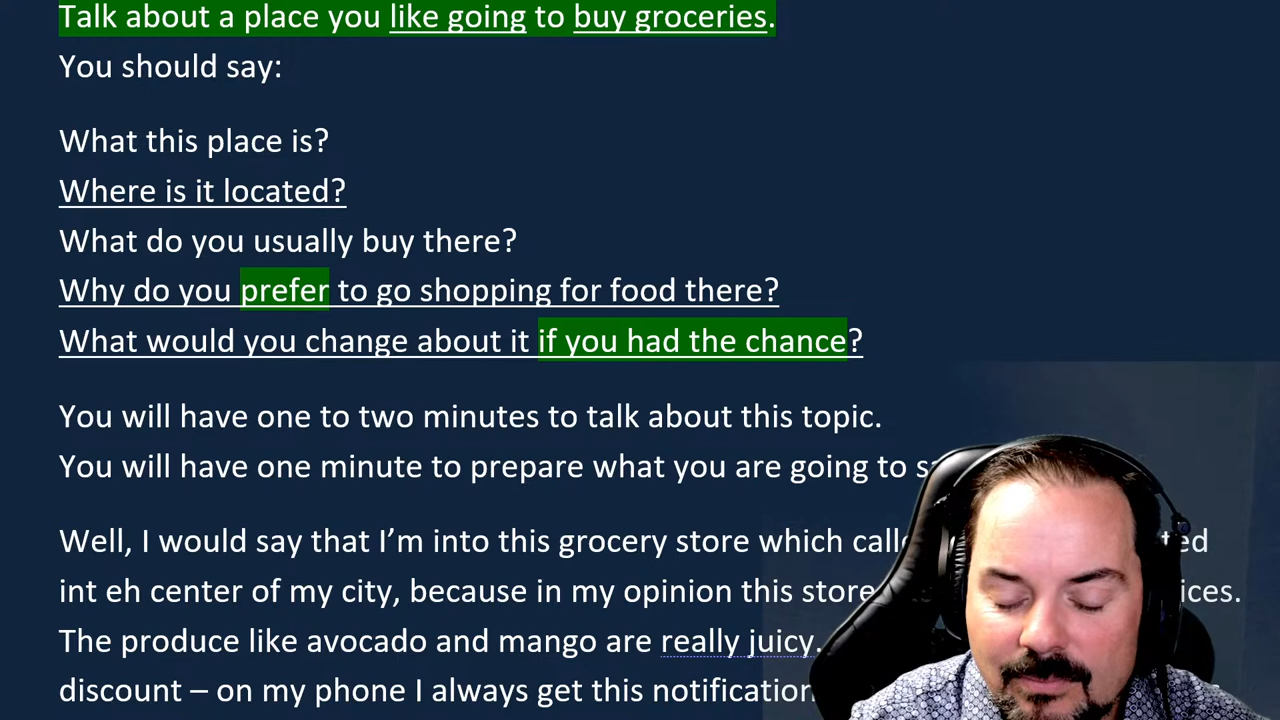 Talk about a place you like going to buy groceries.
You should say:
What this place is?
Where is it located?
What do you usually buy there?
Why do you prefer to go shopping for food there?
What would you change about it if you had the chance?
You will have one to two minutes to talk about this topic.
You will have one minute to prepare what you are going to
Well, I would say that I'm into this grocery store which
int eh center of my city, because in my opinion this store
The produce like avocado and mango are really juicy.
discount – on my phone I always get this notification